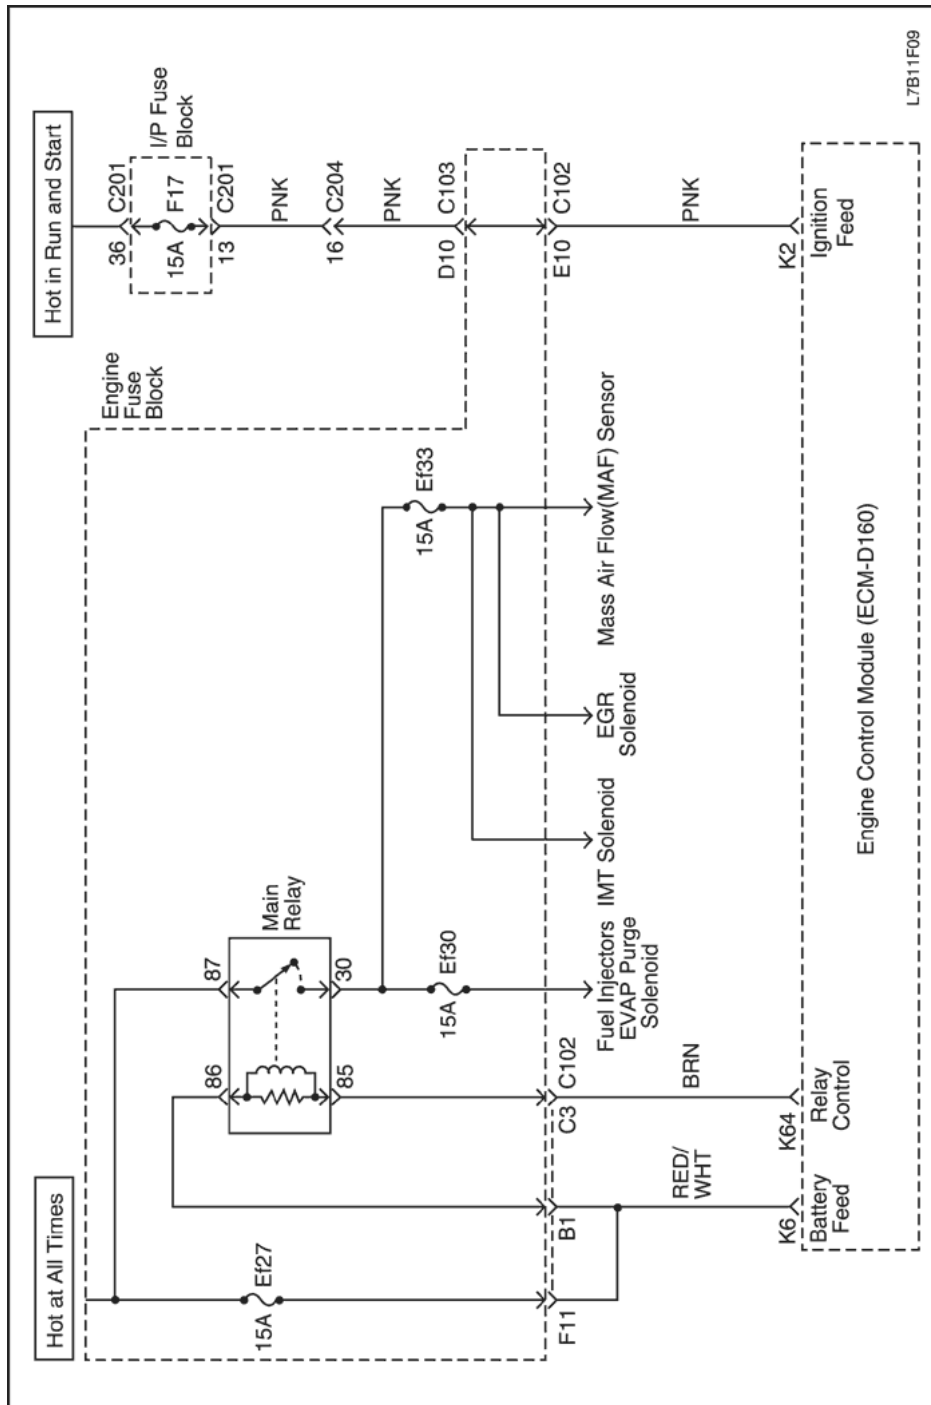 Hot at All Times
Hot in Run and Start
Engine
Fuse
Block
I/P Fuse
Block
36
C201
15A
F17
13
C201
PNK
16
C204
PNK
D10
C103
E10
C102
PNK
K2
Ignition
Feed
Main
Relay
86
87
85
30
15A
Ef27
15A
Ef30
15A
Ef33
F11
B1
C3
C102
RED/
WHT
BRN
Fuel Injectors
EVAP Purge
Solenoid
IMT Solenoid
EGR
Solenoid
Mass Air Flow(MAF) Sensor
K6
Battery
Feed
K64
Relay
Control
Engine Control Module (ECM-D160)
L7B11F09